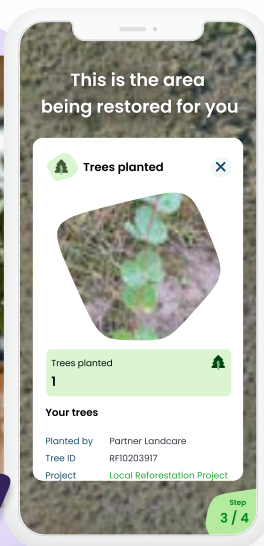 This is the area
being restored for you
Trees planted
Trees planted
1
Your trees
Planted by Partner Landcare
Tree ID RF10203917
Project Local Reforestation Project
Step
3 / 4